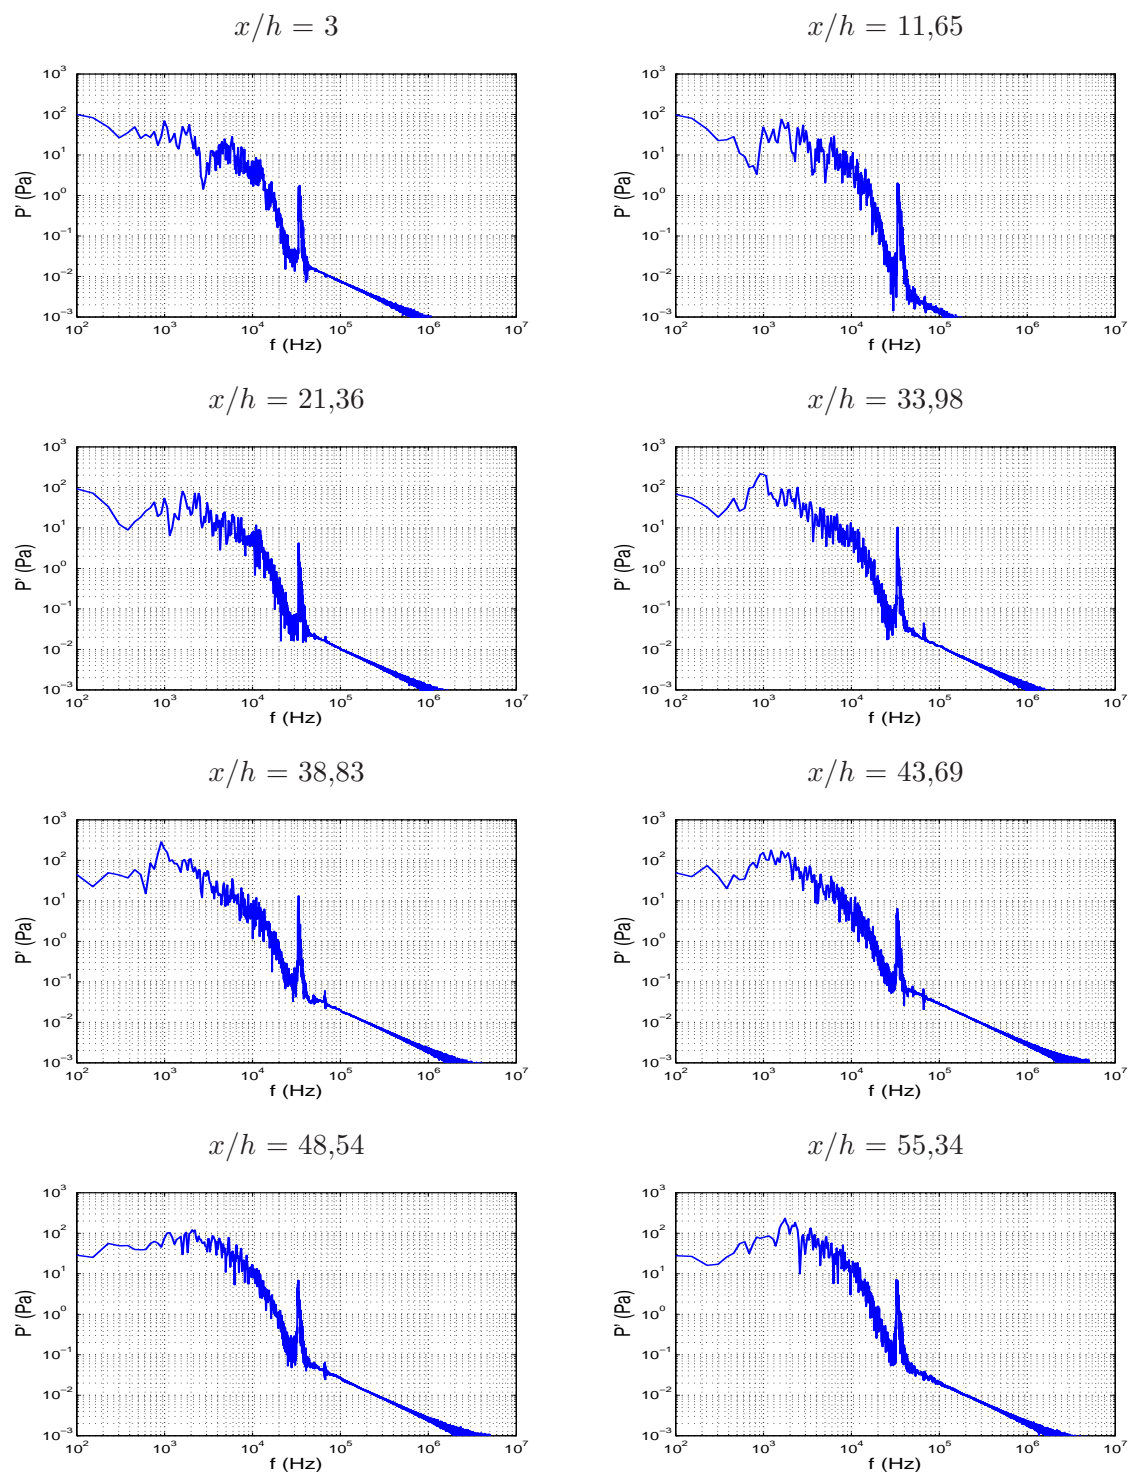 x/h = 3
10³
10²
10¹
10⁰
10⁻¹
10⁻²
10⁻³
P' (Pa)
10² 10³ 10⁴ 10⁵ 10⁶ 10⁷
f (Hz)
x/h = 11,65
10³
10²
10¹
10⁰
10⁻¹
10⁻²
10⁻³
P' (Pa)
10² 10³ 10⁴ 10⁵ 10⁶ 10⁷
f (Hz)
x/h = 21,36
10³
10²
10¹
10⁰
10⁻¹
10⁻²
10⁻³
P' (Pa)
10² 10³ 10⁴ 10⁵ 10⁶ 10⁷
f (Hz)
x/h = 33,98
10³
10²
10¹
10⁰
10⁻¹
10⁻²
10⁻³
P' (Pa)
10² 10³ 10⁴ 10⁵ 10⁶ 10⁷
f (Hz)
x/h = 38,83
10³
10²
10¹
10⁰
10⁻¹
10⁻²
10⁻³
P' (Pa)
10² 10³ 10⁴ 10⁵ 10⁶ 10⁷
f (Hz)
x/h = 43,69
10³
10²
10¹
10⁰
10⁻¹
10⁻²
10⁻³
P' (Pa)
10² 10³ 10⁴ 10⁵ 10⁶ 10⁷
f (Hz)
x/h = 48,54
10³
10²
10¹
10⁰
10⁻¹
10⁻²
10⁻³
P' (Pa)
10² 10³ 10⁴ 10⁵ 10⁶ 10⁷
f (Hz)
x/h = 55,34
10³
10²
10¹
10⁰
10⁻¹
10⁻²
10⁻³
P' (Pa)
10² 10³ 10⁴ 10⁵ 10⁶ 10⁷
f (Hz)